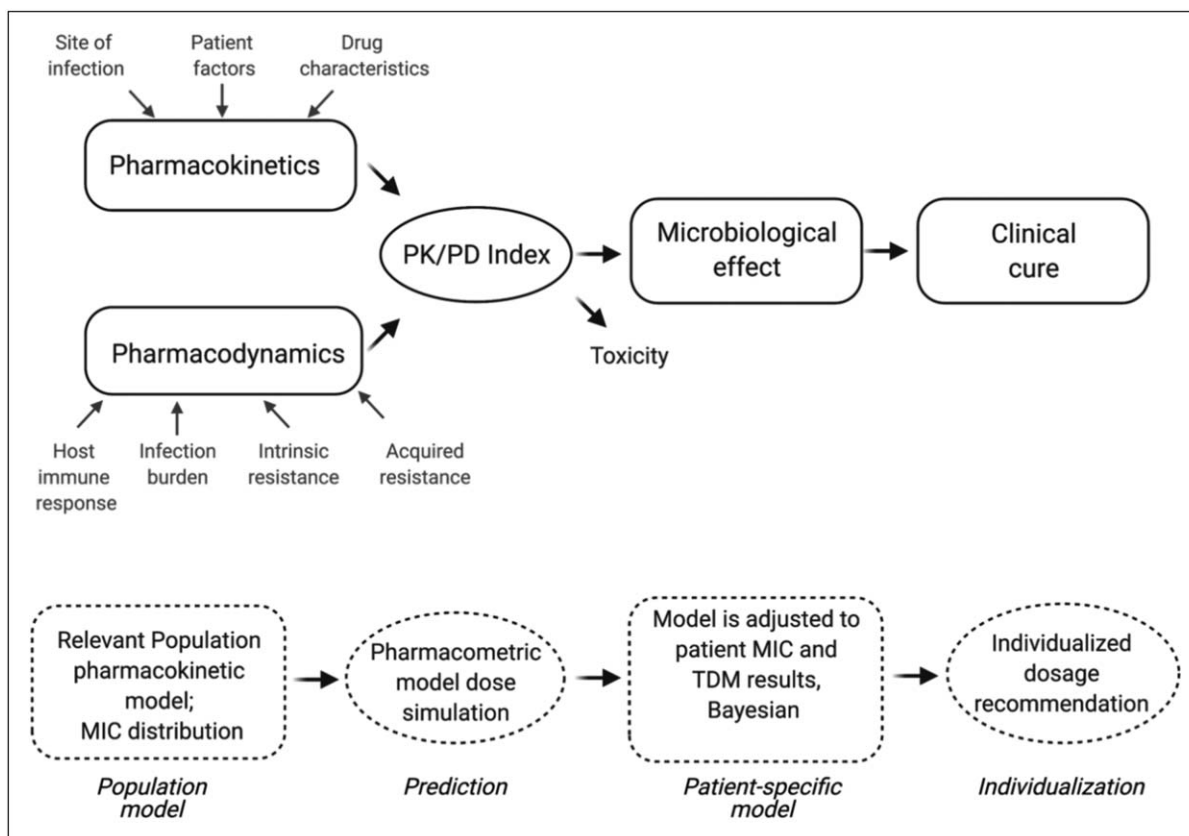 Site of
infection
Patient
factors
Drug
characteristics
Pharmacokinetics
PK/PD Index
Microbiological
effect
Clinical
cure
Toxicity
Pharmacodynamics
Host
immune
response
Infection
burden
Intrinsic
resistance
Acquired
resistance
Relevant Population
pharmacokinetic
model;
MIC distribution
Pharmacometric
model dose
simulation
Model is adjusted to
patient MIC and
TDM results,
Bayesian
Individualized
dosage
recommendation
Population
model
Prediction
Patient-specific
model
Individualization